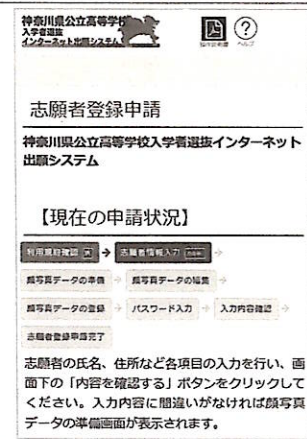 神奈川県公立高等学校
入学者選抜
インターネット出願システム
ヘルプ
志願者登録申請
神奈川県公立高等学校入学者選抜インターネット
出願システム
【現在の申請状況】
利用規約確認 → 志願者情報入力 →
顔写真データの準備 → 顔写真データの編集 →
顔写真データの登録 → パスワード入力 → 入力内容確認 →
志願者登録申請完了
志願者の氏名、住所など各項目の入力を行い、画
面下の「内容を確認する」ボタンをクリックして
ください。入力内容に間違いがなければ顔写真
データの準備画面が表示されます。